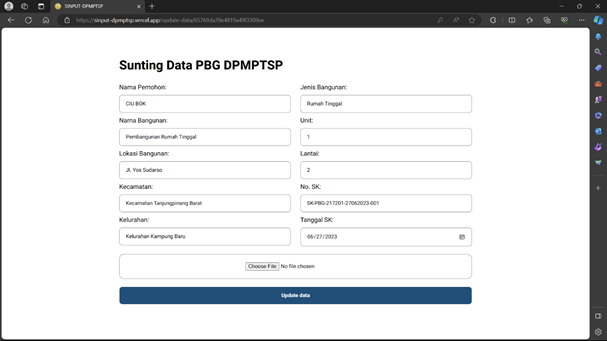 SINPUT-DPMPTSP
https://sinput-dpmptsp.vercel.app/update-data/65769da19e4819a49f3309ee
Sunting Data PBG DPMPTSP
Nama Pemohon:
Jenis Bangunan:
CIU BOK
Rumah Tinggal
Nama Bangunan:
Unit:
Pembangunan Rumah Tinggal
1
Lokasi Bangunan:
Lantai:
Jl. Yos Sudarso
2
Kecamatan:
No. SK:
Kecamatan Tanjungpinang Barat
SK-PBG-217201-27062023-001
Kelurahan:
Tanggal SK:
Kelurahan Kampung Baru
06/27/2023
Choose File No file chosen
Update data